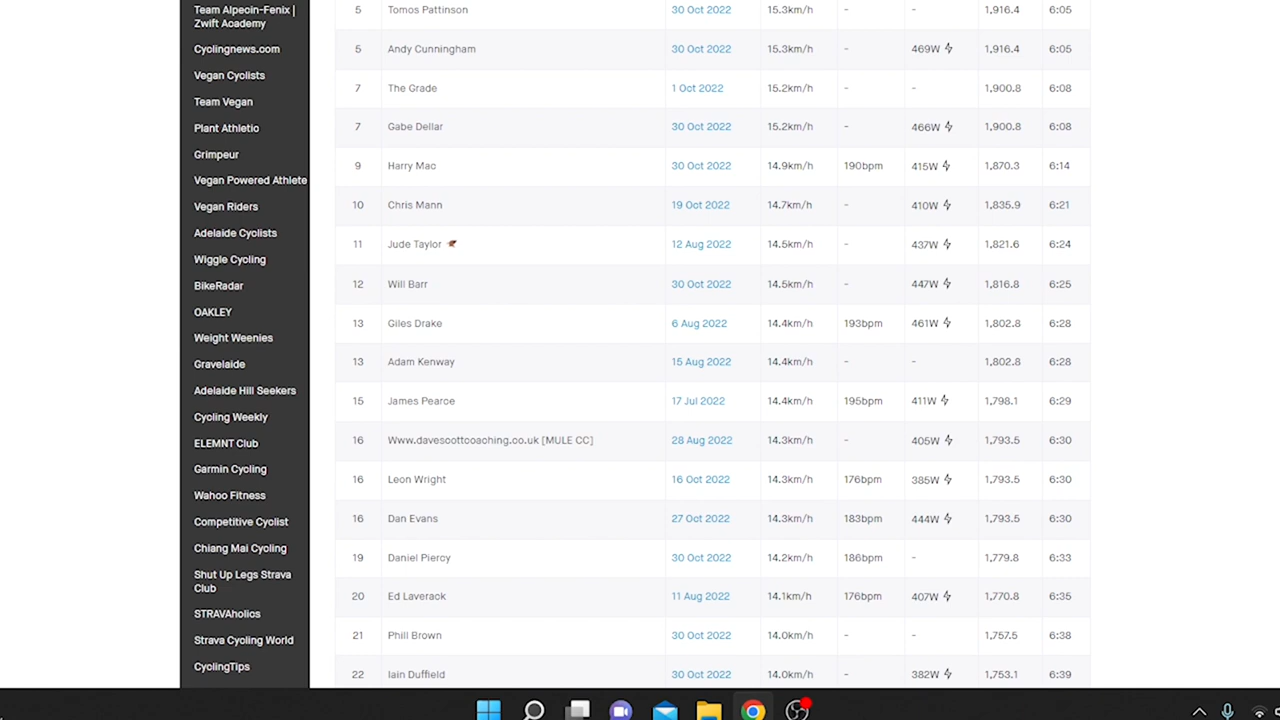 Team Alpecin-Fenix |
Zwift Academy
Cyclingnews.com
Vegan Cyclists
Team Vegan
Plant Athletic
Grimpeur
Vegan Powered Athlete
Vegan Riders
Adelaide Cyclists
Wiggle Cycling
BikeRadar
OAKLEY
Weight Weenies
Gravelaide
Adelaide Hill Seekers
Cycling Weekly
ELEMNT Club
Garmin Cycling
Wahoo Fitness
Competitive Cyclist
Chiang Mai Cycling
Shut Up Legs Strava
Club
STRAVAholics
Strava Cycling World
CyclingTips
5 Tomos Pattinson 30 Oct 2022 15.3km/h - - 1,916.4 6:05
5 Andy Cunningham 30 Oct 2022 15.3km/h - 469W 1,916.4 6:05
7 The Grade 1 Oct 2022 15.2km/h - - 1,900.8 6:08
7 Gabe Dellar 30 Oct 2022 15.2km/h - 466W 1,900.8 6:08
9 Harry Mac 30 Oct 2022 14.9km/h 190bpm 415W 1,870.3 6:14
10 Chris Mann 19 Oct 2022 14.7km/h - 410W 1,835.9 6:21
11 Jude Taylor 12 Aug 2022 14.5km/h - 437W 1,821.6 6:24
12 Will Barr 30 Oct 2022 14.5km/h - 447W 1,816.8 6:25
13 Giles Drake 6 Aug 2022 14.4km/h 193bpm 461W 1,802.8 6:28
13 Adam Kenway 15 Aug 2022 14.4km/h - - 1,802.8 6:28
15 James Pearce 17 Jul 2022 14.4km/h 195bpm 411W 1,798.1 6:29
16 Www.davescottcoaching.co.uk [MULE CC] 28 Aug 2022 14.3km/h - 405W 1,793.5 6:30
16 Leon Wright 16 Oct 2022 14.3km/h 176bpm 385W 1,793.5 6:30
16 Dan Evans 27 Oct 2022 14.3km/h 183bpm 444W 1,793.5 6:30
19 Daniel Piercy 30 Oct 2022 14.2km/h 186bpm - 1,779.8 6:33
20 Ed Laverack 11 Aug 2022 14.1km/h 176bpm 407W 1,770.8 6:35
21 Phill Brown 30 Oct 2022 14.0km/h - - 1,757.5 6:38
22 Iain Duffield 30 Oct 2022 14.0km/h - 382W 1,753.1 6:39